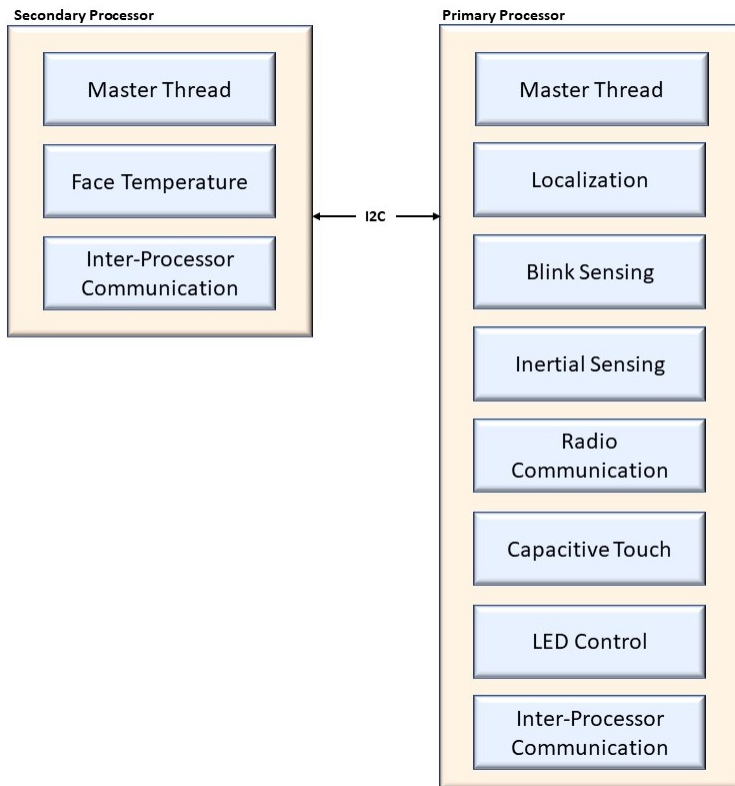 Secondary Processor
Master Thread
Face Temperature
Inter-Processor
Communication
I2C
Primary Processor
Master Thread
Localization
Blink Sensing
Inertial Sensing
Radio
Communication
Capacitive Touch
LED Control
Inter-Processor
Communication